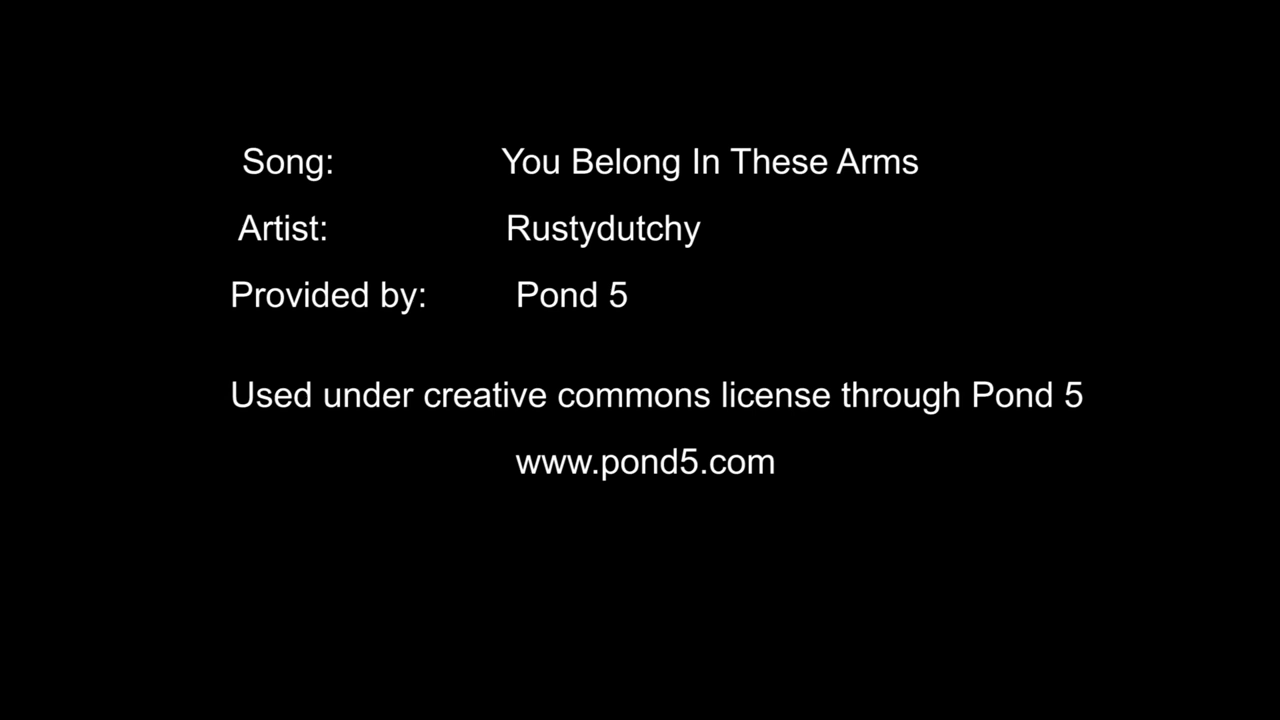 Song: You Belong In These Arms
Artist: Rustydutchy
Provided by: Pond 5
Used under creative commons license through Pond 5
www.pond5.com